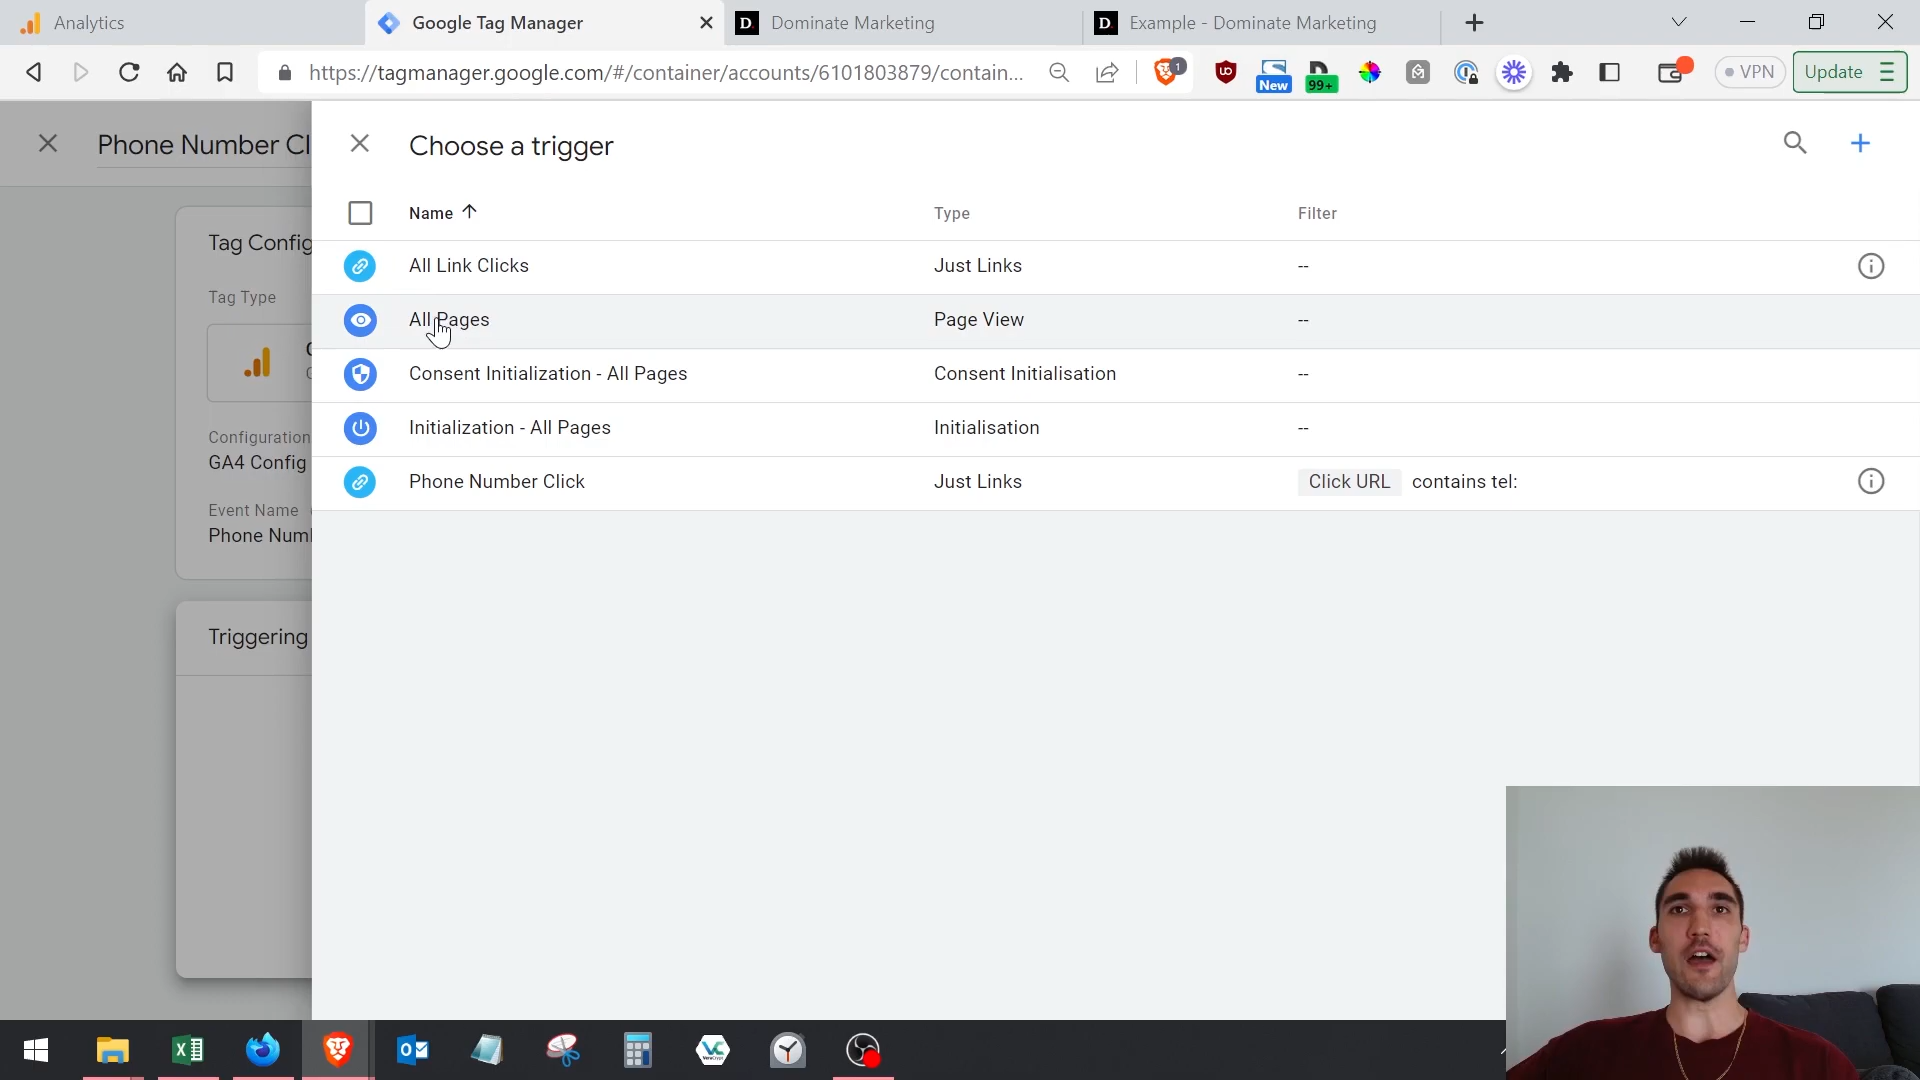 Analytics
Google Tag Manager
D. Dominate Marketing
D. Example - Dominate Marketing
https://tagmanager.google.com/#/container/accounts/6101803879/contain...
1
New
99+
VPN
Update
Phone Number Cl
Choose a trigger
Name
Type
Filter
Tag Config
All Link Clicks
Just Links
--
Tag Type
All Pages
Page View
--
Consent Initialization - All Pages
Consent Initialisation
--
Configuration
GA4 Config
Initialization - All Pages
Initialisation
--
Phone Number Click
Just Links
Click URL contains tel:
Event Name
Phone Num
Triggering